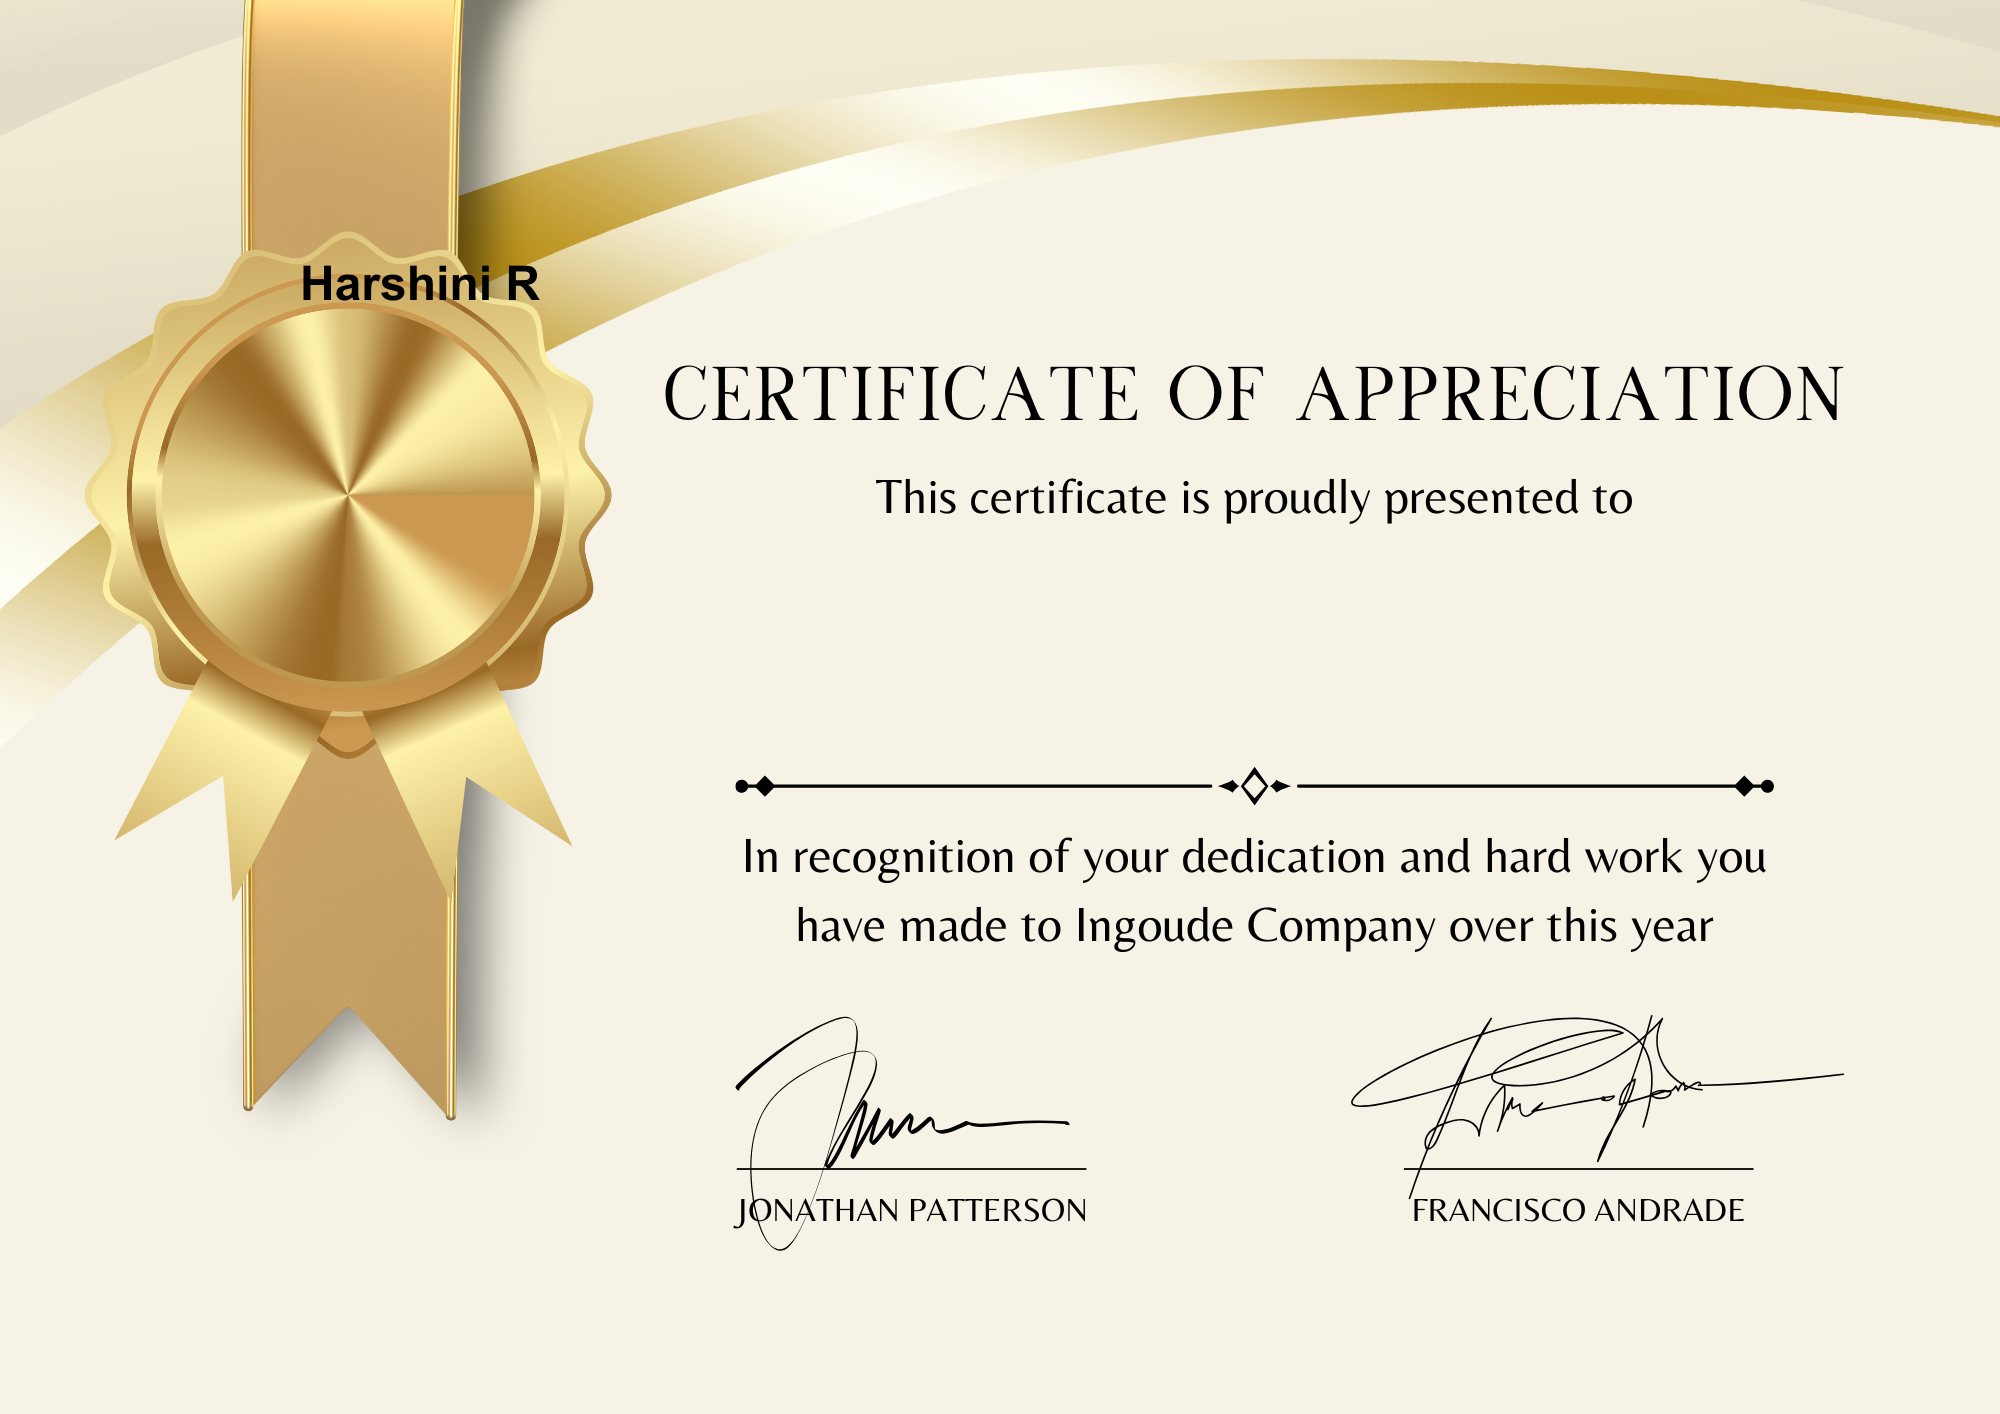 Harshini R
CERTIFICATE OF APPRECIATION
This certificate is proudly presented to
In recognition of your dedication and hard work you
have made to Ingoude Company over this year
JONATHAN PATTERSON
FRANCISCO ANDRADE